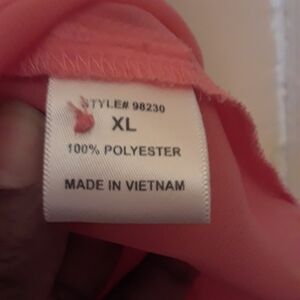 STYLE# 98230
XL
100% POLYESTER
MADE IN VIETNAM